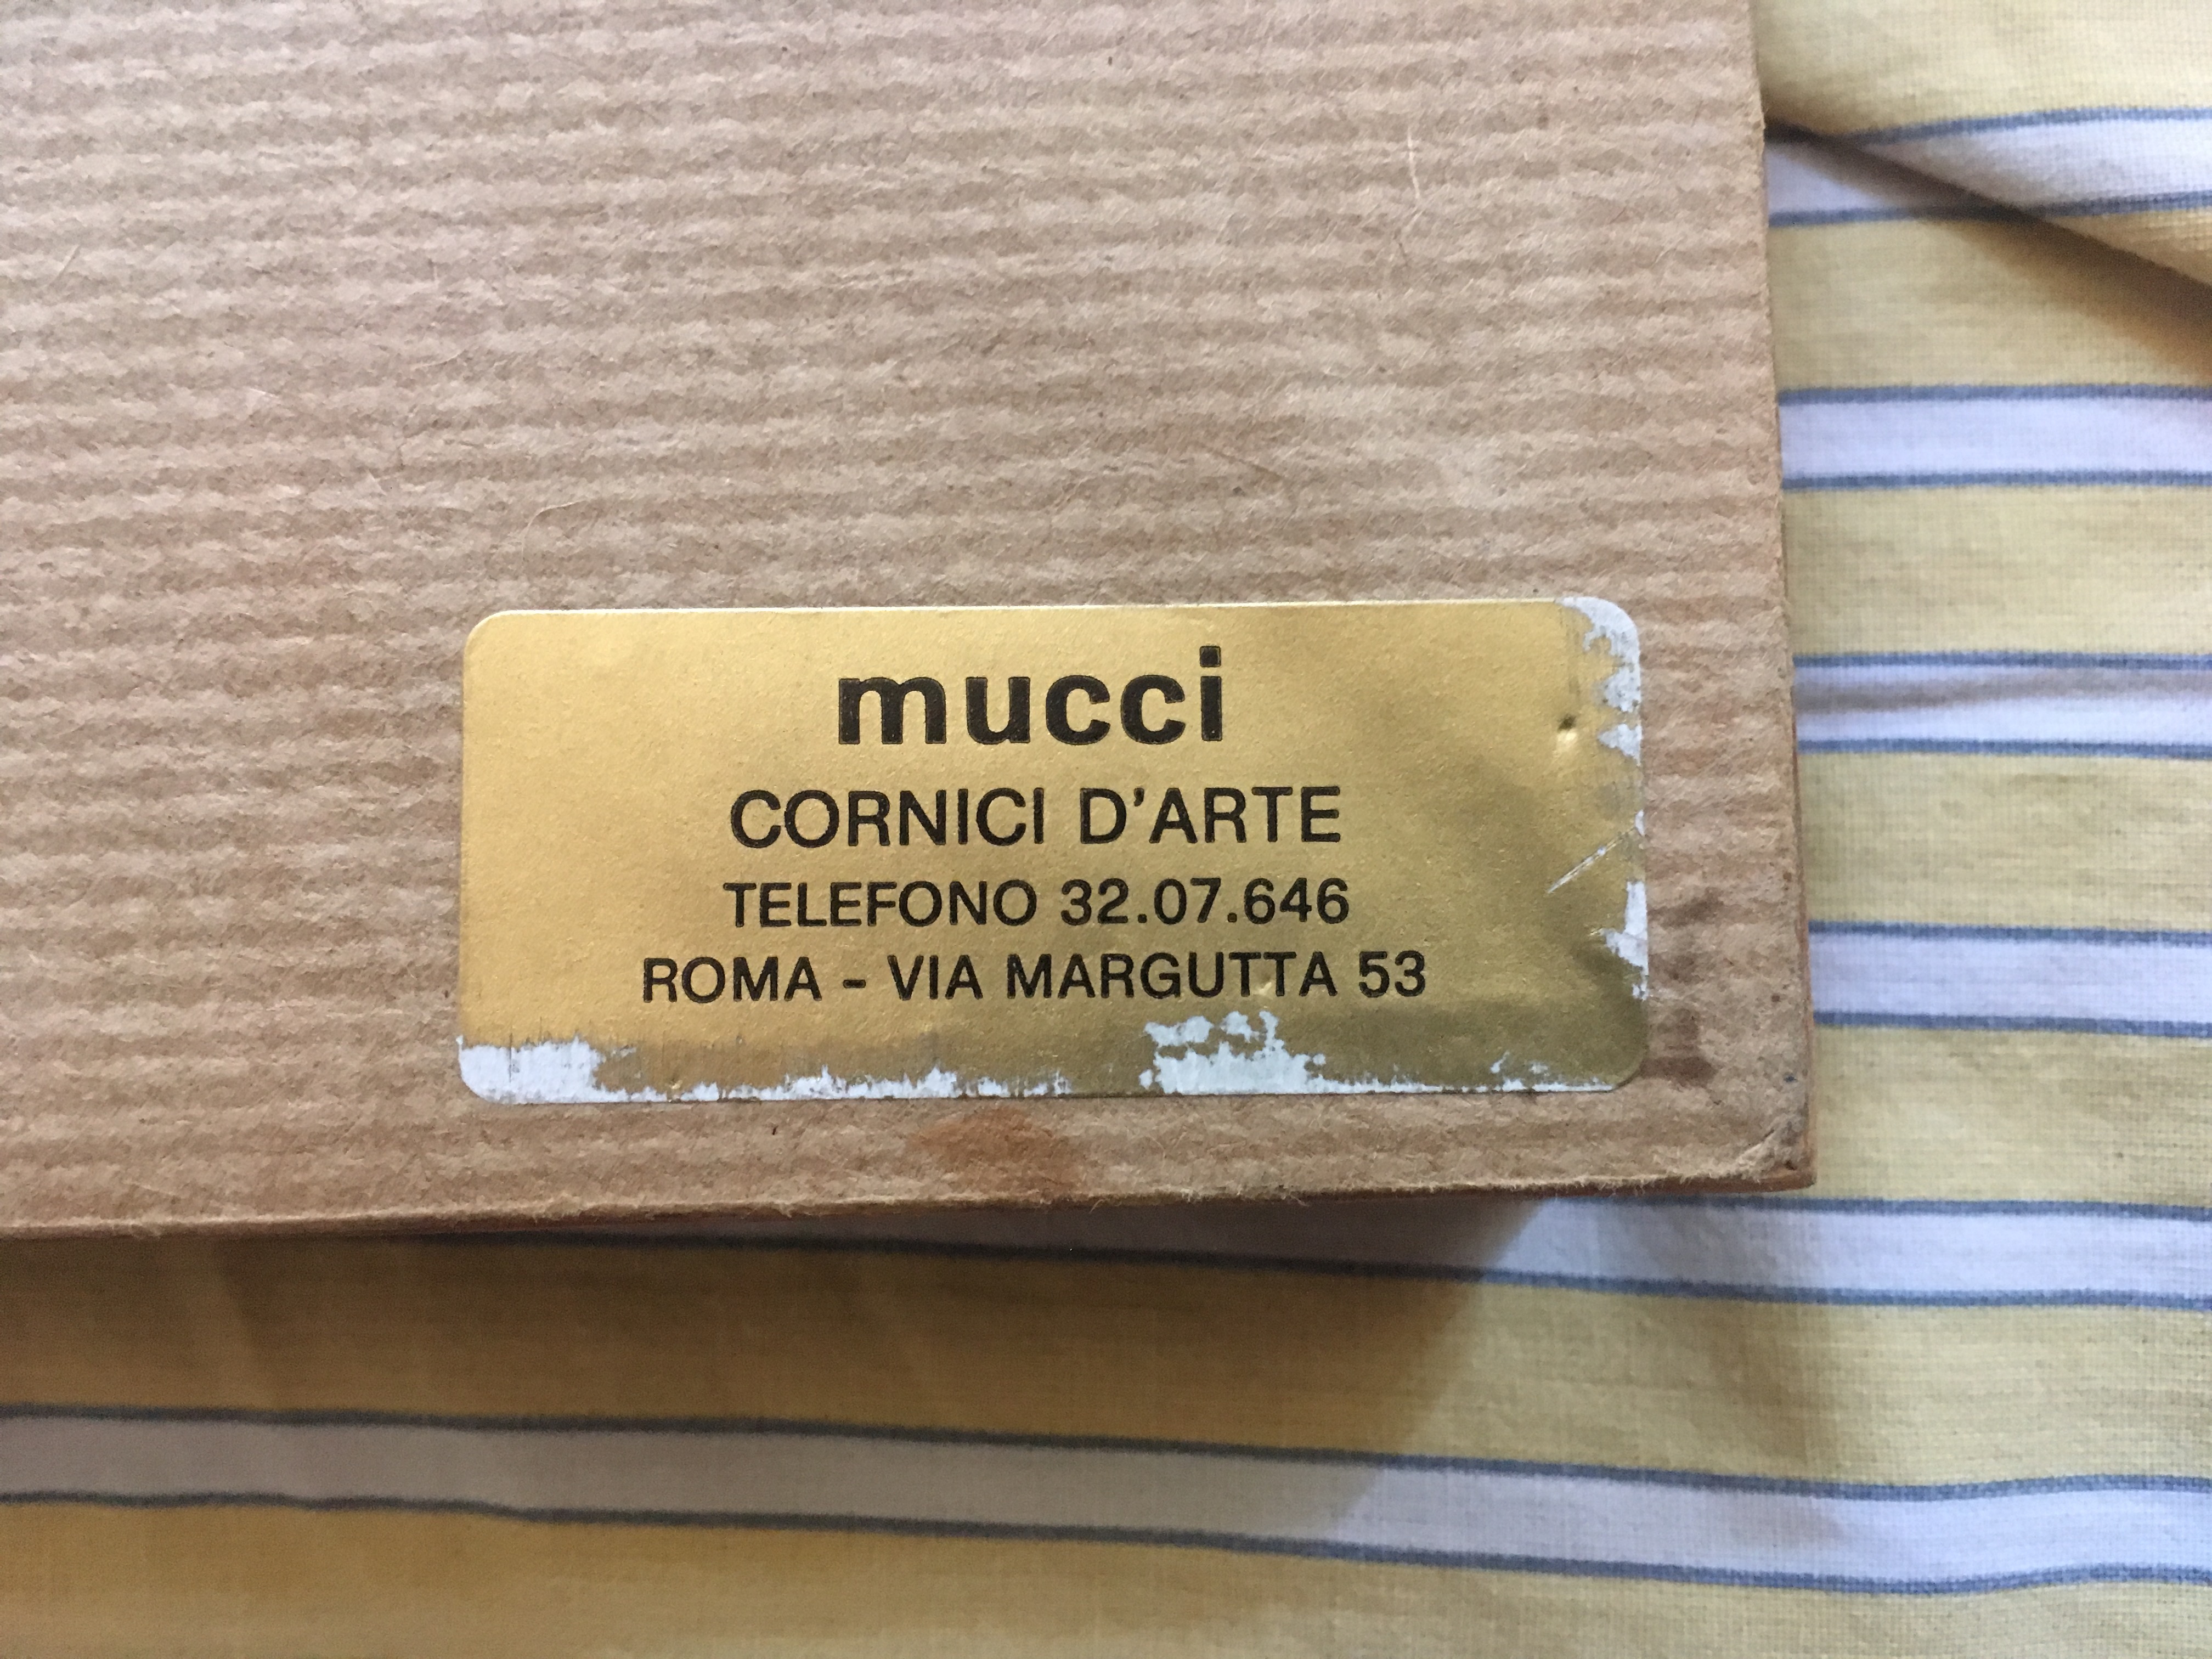 mucci
CORNICI D'ARTE
TELEFONO 32.07.646
ROMA - VIA MARGUTTA 53